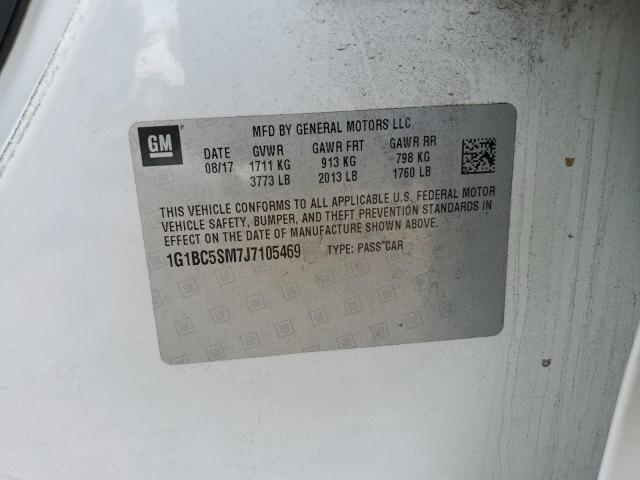 GM
MFD BY GENERAL MOTORS LLC
DATE GVWR GAWR FRT GAWR RR
08/17 1711 KG 913 KG 798 KG
3773 LB 2013 LB 1760 LB
THIS VEHICLE CONFORMS TO ALL APPLICABLE U.S. FEDERAL MOTOR
VEHICLE SAFETY, BUMPER, AND THEFT PREVENTION STANDARDS IN
EFFECT ON THE DATE OF MANUFACTURE SHOWN ABOVE.
1G1BC5SM7J7105469 TYPE: PASS CAR